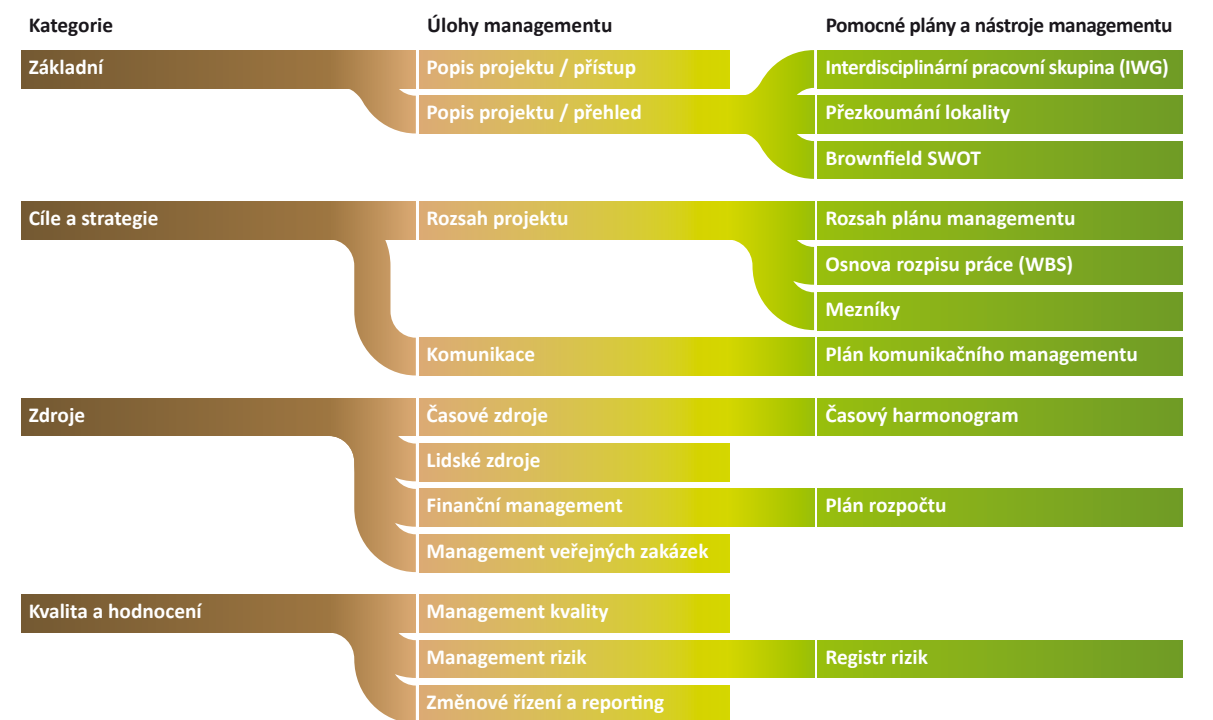 Kategorie
Úlohy managementu
Pomocné plány a nástroje managementu
Základní
Popis projektu / přístup
Interdisciplinární pracovní skupina (IWG)
Popis projektu / přehled
Přezkoumání lokality
Brownfield SWOT
Cíle a strategie
Rozsah projektu
Rozsah plánu managementu
Osnova rozpisu práce (WBS)
Mezníky
Komunikace
Plán komunikačního managementu
Zdroje
Časové zdroje
Časový harmonogram
Lidské zdroje
Finanční management
Plán rozpočtu
Management veřejných zakázek
Kvalita a hodnocení
Management kvality
Management rizik
Registr rizik
Změnové řízení a reporting